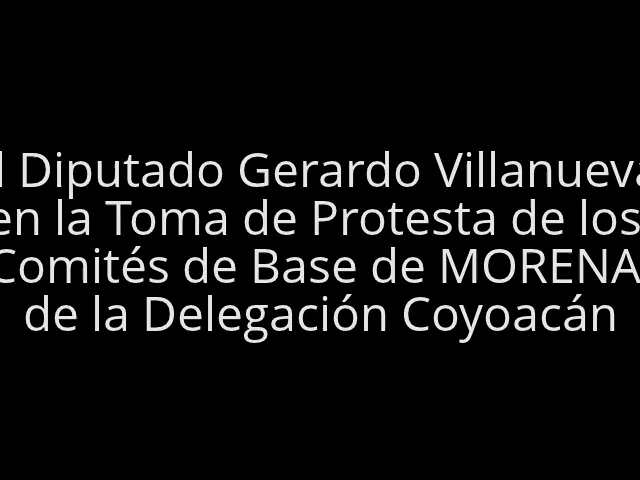 l Diputado Gerardo Villanueva
en la Toma de Protesta de los
Comités de Base de MORENA
de la Delegación Coyoacán